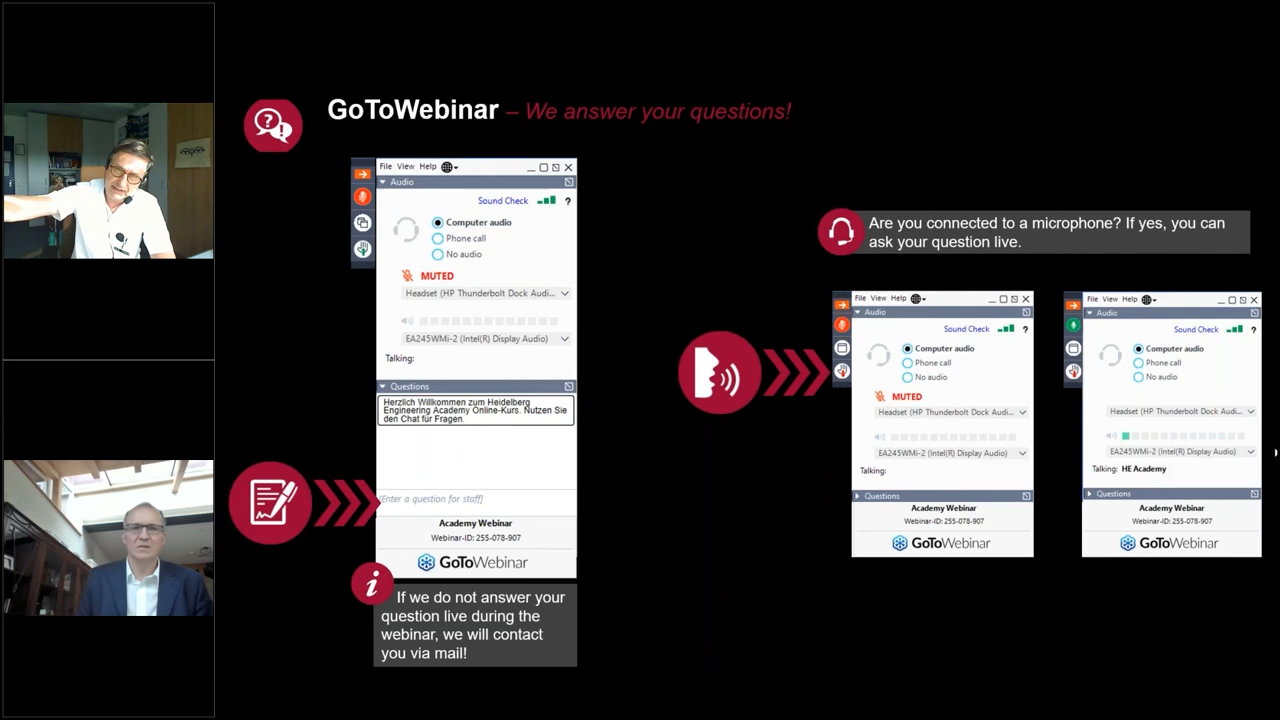 GoToWebinar – We answer your questions!
File View Help
Audio
Sound Check ?
Computer audio
Phone call
No audio
MUTED
Headset (HP Thunderbolt Dock Audi...
EA245WMi-2 (Intel(R) Display Audio)
Talking:
Questions
Herzlich Willkommen zum Heidelberg
Engineering Academy Online-Kurs. Nutzen Sie
den Chat für Fragen.
[Enter a question for staff]
Academy Webinar
Webinar-ID: 255-078-907
GoToWebinar
i
If we do not answer your
question live during the
webinar, we will contact
you via mail!
Are you connected to a microphone? If yes, you can
ask your question live.
File View Help
Audio
Sound Check ?
Computer audio
Phone call
No audio
MUTED
Headset (HP Thunderbolt Dock Audi...
EA245WMi-2 (Intel(R) Display Audio)
Talking:
Questions
Academy Webinar
Webinar-ID: 255-078-907
GoToWebinar
File View Help
Audio
Sound Check ?
Computer audio
Phone call
No audio
Headset (HP Thunderbolt Dock Audi...
EA245WMi-2 (Intel(R) Display Audio)
Talking: HE Academy
Questions
Academy Webinar
Webinar-ID: 255-078-907
GoToWebinar